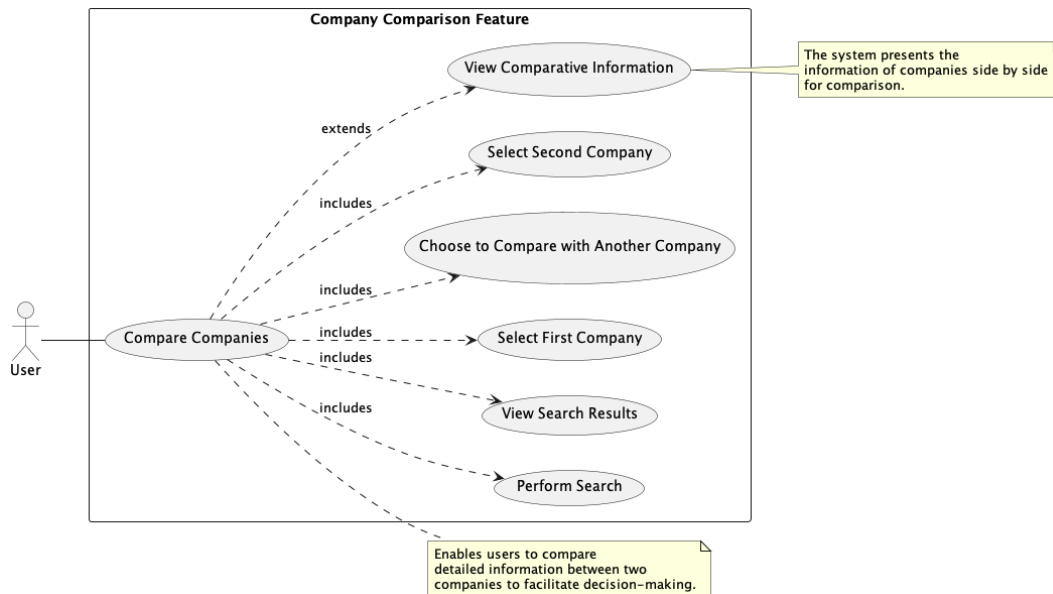 Company Comparison Feature
View Comparative Information
The system presents the
information of companies side by side
for comparison.
extends
Select Second Company
includes
Choose to Compare with Another Company
includes
User
Compare Companies
includes
Select First Company
includes
View Search Results
includes
Perform Search
Enables users to compare
detailed information between two
companies to facilitate decision-making.